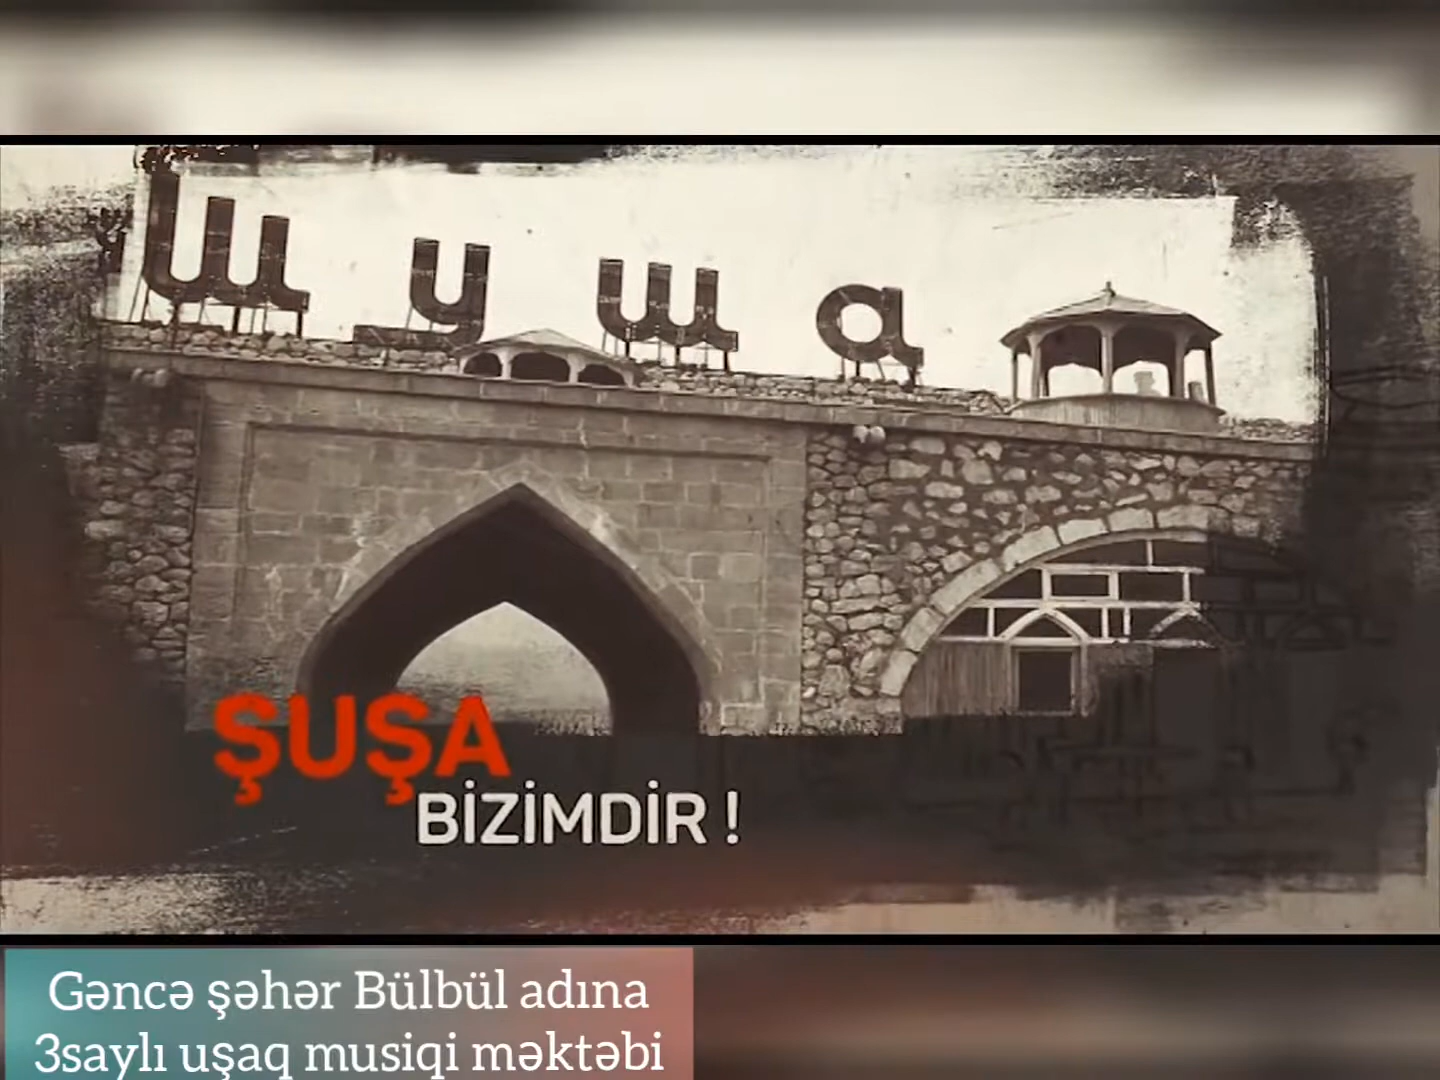 шуша
ŞUŞA
BİZİMDİR !
Gəncə şəhər Bülbül adına
3saylı uşaq musiqi məktəbi